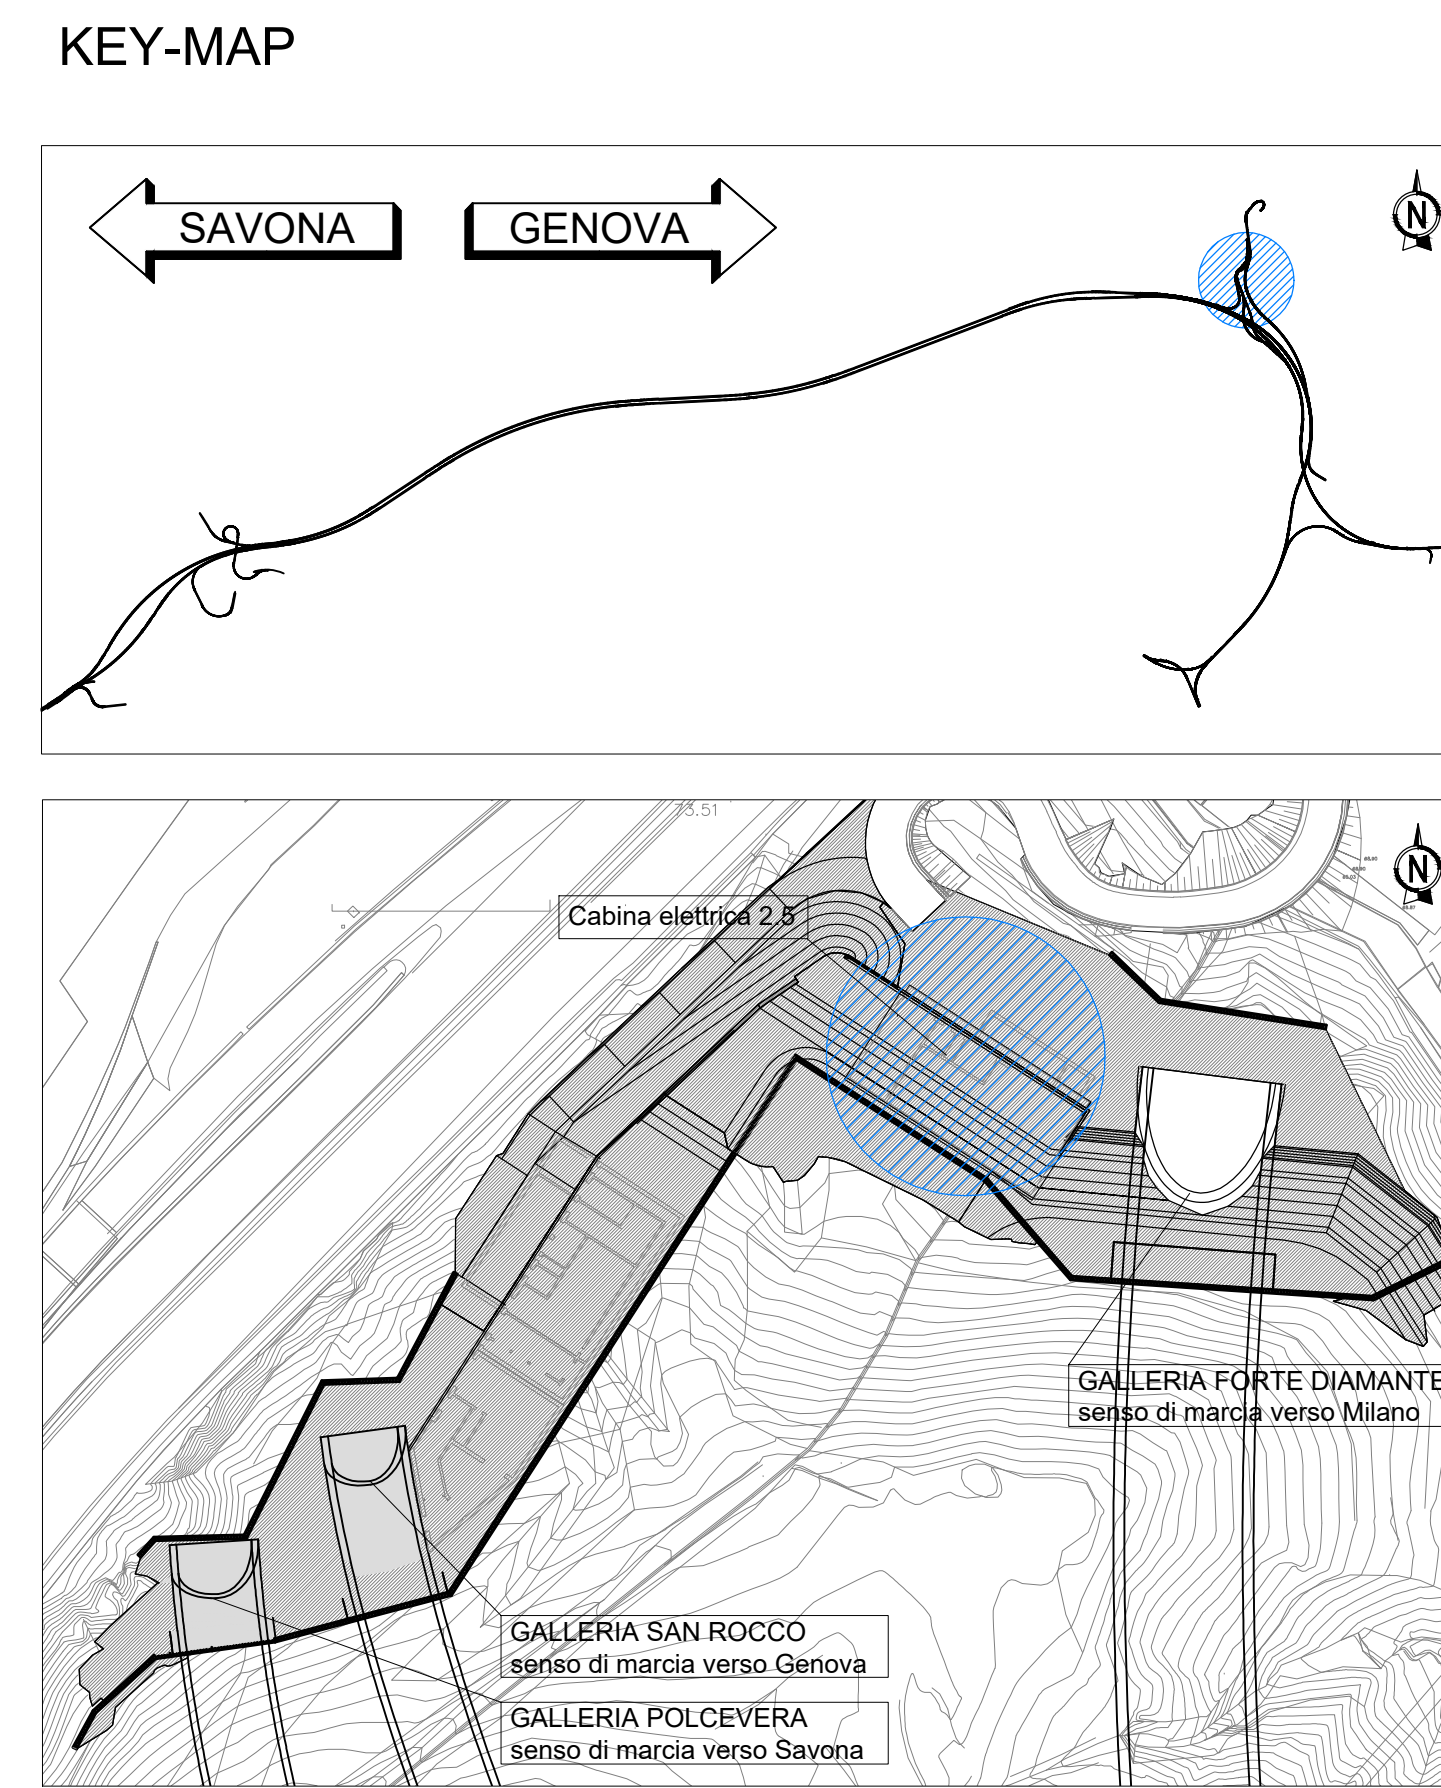 KEY-MAP
SAVONA
GENOVA
N
73.51
N
Cabina elettrica 2.5
GALLERIA FORTE DIAMANTE
senso di marcia verso Milano
GALLERIA SAN ROCCO
senso di marcia verso Genova
GALLERIA POLCEVERA
senso di marcia verso Savona